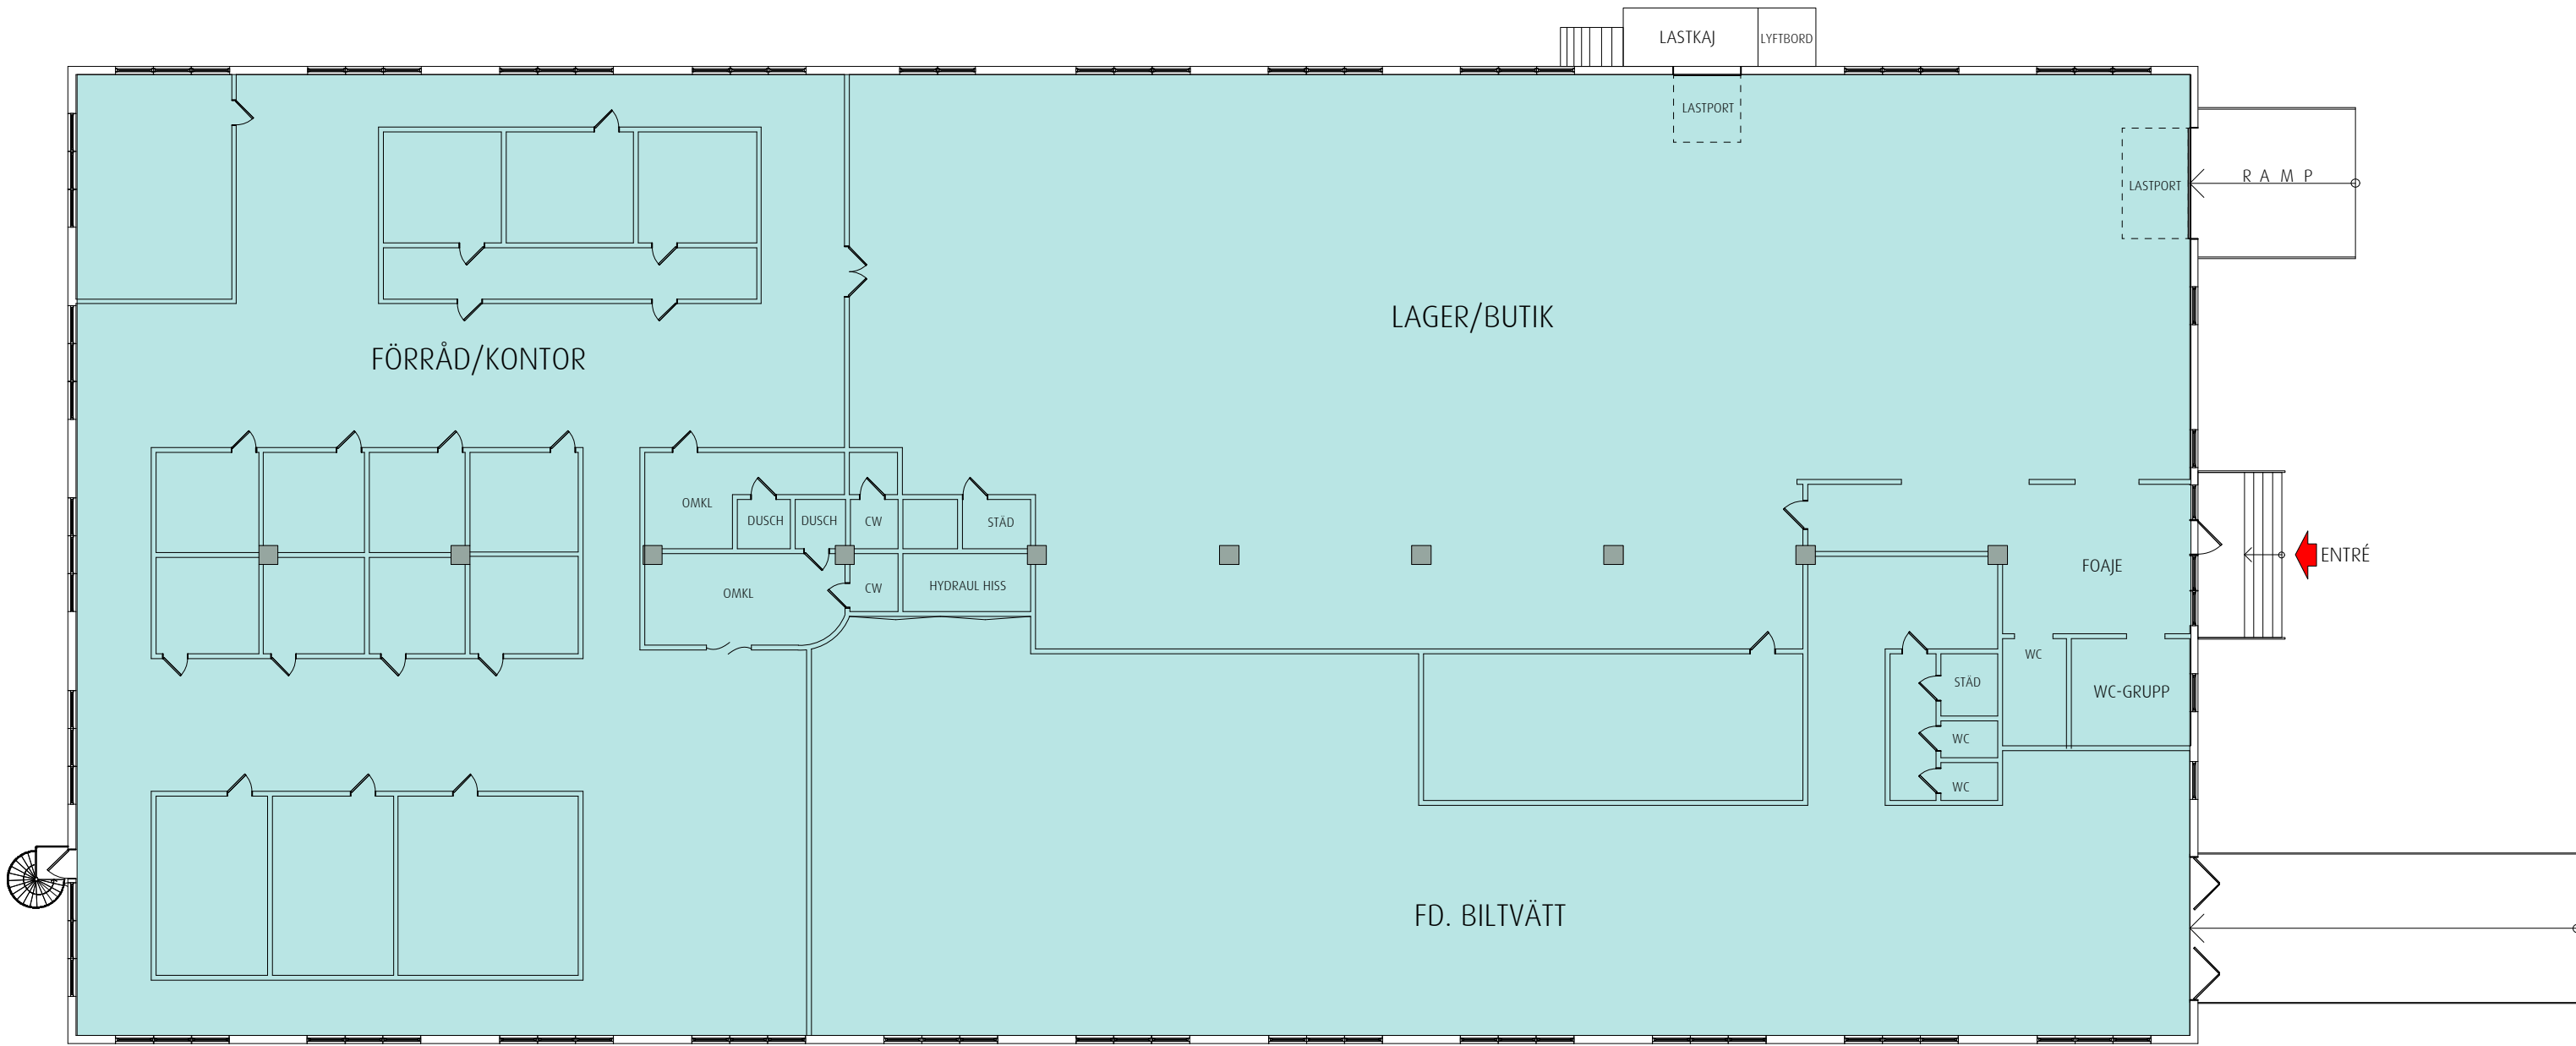 LASTKAJ
LYFTBORD
LASTPORT
R A M P
LASTPORT
LAGER/BUTIK
FÖRRÅD/KONTOR
OMKL
DUSCH
DUSCH
CW
STÄD
ENTRÉ
FOAJE
HYDRAUL HISS
CW
OMKL
WC
STÄD
WC-GRUPP
WC
WC
FD. BILTVÄTT